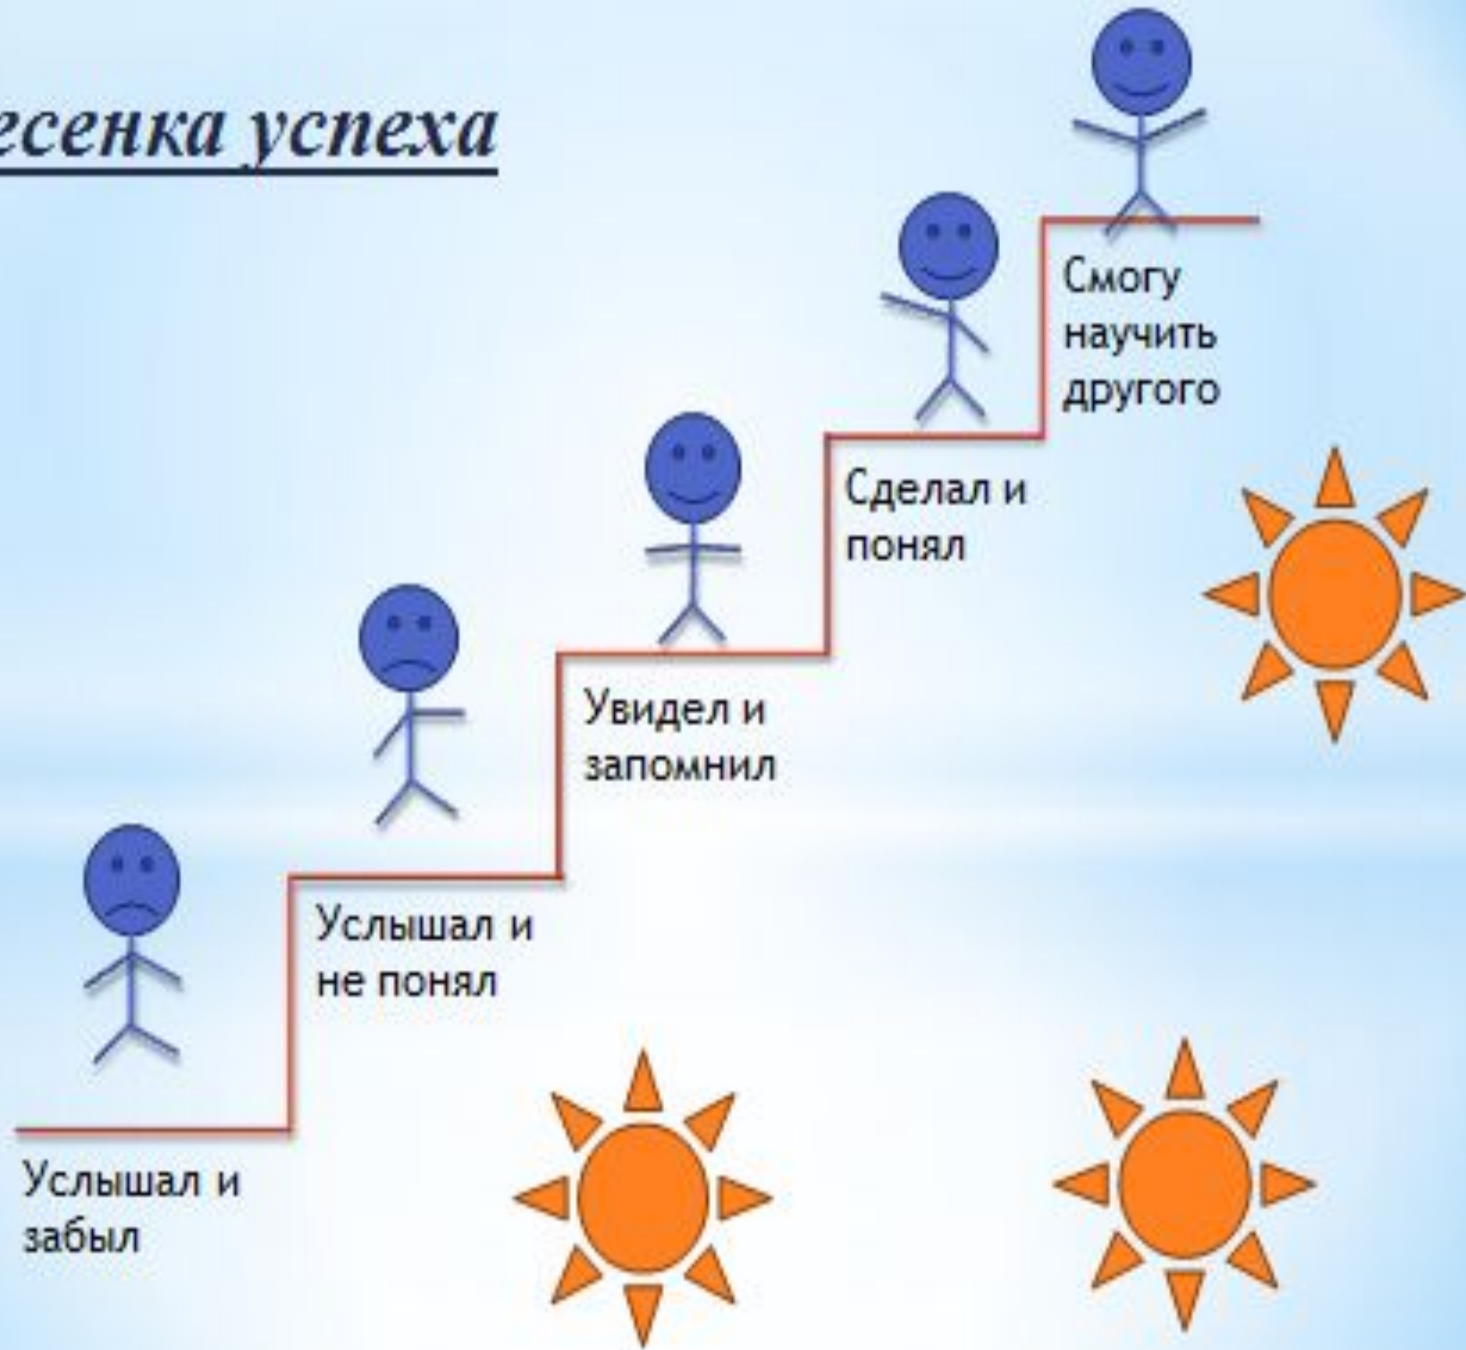 есенка успеха
Смогу
научить
другого
Сделал и
понял
Увидел и
запомнил
Услышал и
не понял
Услышал и
забыл